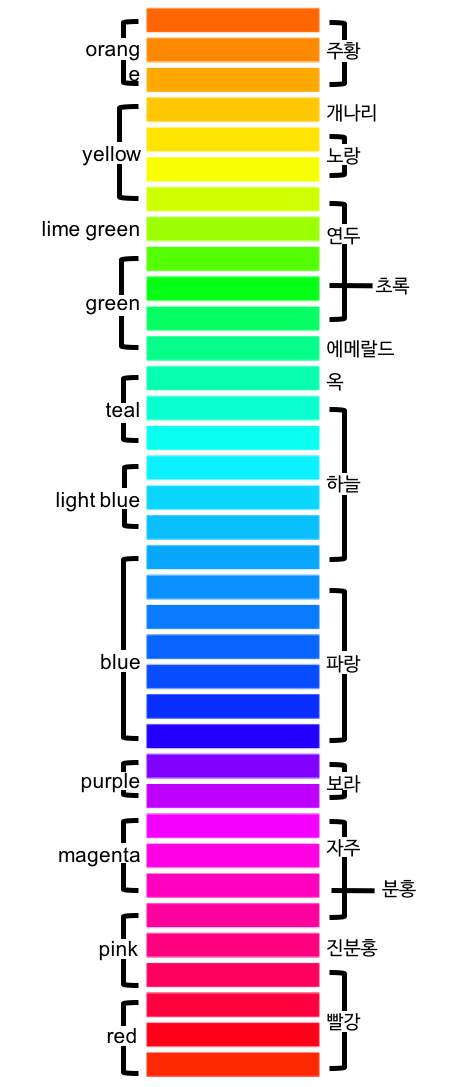 orang
e
주황
개나리
yellow
노랑
lime green
연두
초록
green
에메랄드
옥
teal
하늘
light blue
blue
파랑
purple
보라
magenta
자주
분홍
pink
진분홍
빨강
red